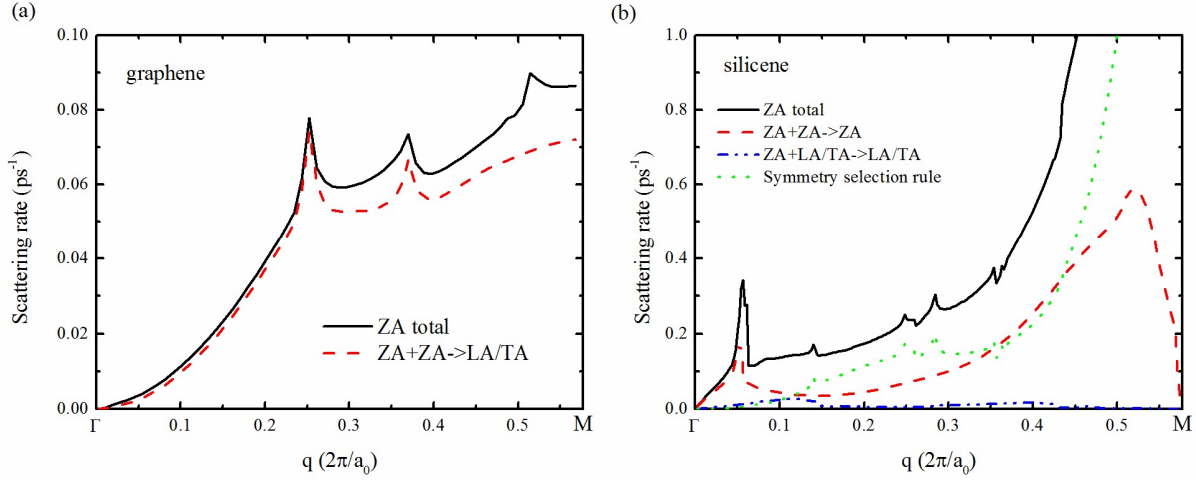 (a)
0.10
0.08
0.06
0.04
0.02
0.00
Scattering rate (ps⁻¹)
graphene
ZA total
ZA+ZA->LA/TA
Γ 0.1 0.2 0.3 0.4 0.5 M
q (2π/a₀)
(b)
1.0
0.8
0.6
0.4
0.2
0.0
Scattering rate (ps⁻¹)
silicene
ZA total
ZA+ZA->ZA
ZA+LA/TA->LA/TA
Symmetry selection rule
Γ 0.1 0.2 0.3 0.4 0.5 M
q (2π/a₀)